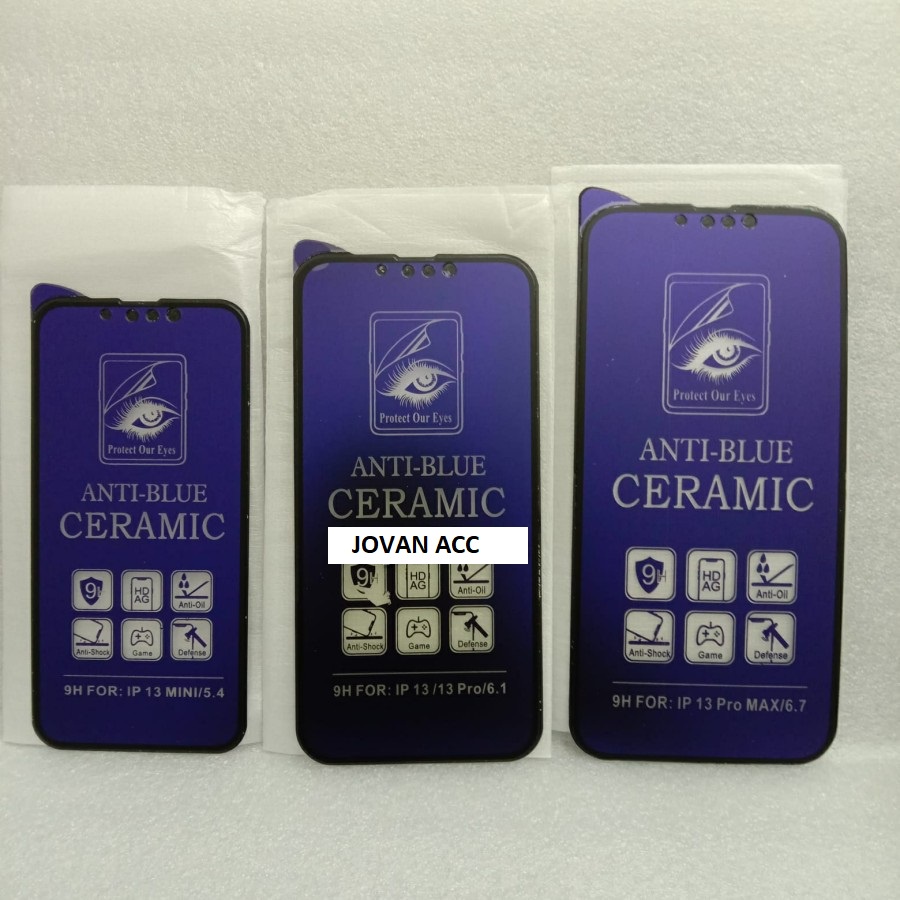 Protect Our Eyes
ANTI-BLUE
CERAMIC
9H
HD
AG
Anti-Oil
Anti-Shock
Game
Defense
9H FOR: IP 13 MINI/5.4
Protect Our Eyes
ANTI-BLUE
CERAMIC
JOVAN ACC
9H
HD
AG
Anti-Oil
Anti-Shock
Game
Defense
9H FOR: IP 13 /13 Pro/6.1
Protect Our Eyes
ANTI-BLUE
CERAMIC
9H
HD
AG
Anti-Oil
Anti-Shock
Game
Defense
9H FOR: IP 13 Pro MAX/6.7